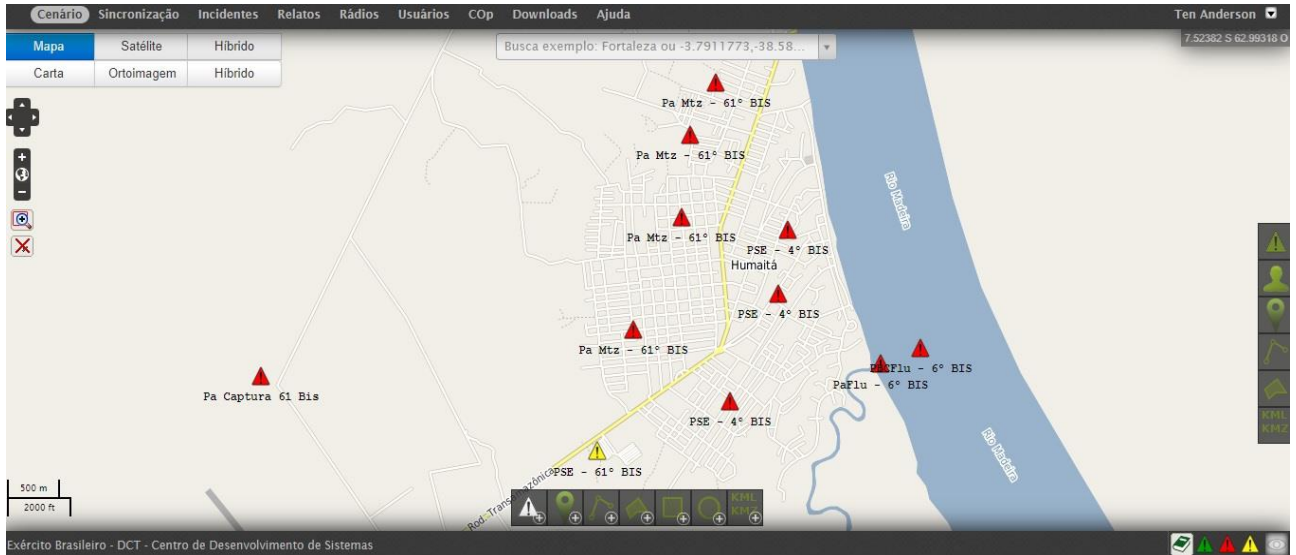 Cenário Sincronização Incidentes Relatos Rádios Usuários COp Downloads Ajuda Ten Anderson
Mapa Satélite Híbrido
Busca exemplo: Fortaleza ou -3.7911773,-38.58...
7.52382 S 62.99318 O
Carta Ortoimagem Híbrido
Pa Mtz - 61° BIS
Pa Mtz - 61° BIS
Rio Madeira
Pa Mtz - 61° BIS
PSE - 4° BIS
Humaitá
PSE - 4° BIS
Pa Mtz - 61° BIS
PaFlu - 6° BIS
PaFlu - 6° BIS
Pa Captura 61 Bis
PSE - 4° BIS
KML
KMZ
Rio Madeira
PSE - 61° BIS
Rod. Transamazônica
500 m
2000 ft
KML
KMZ
Exército Brasileiro - DCT - Centro de Desenvolvimento de Sistemas